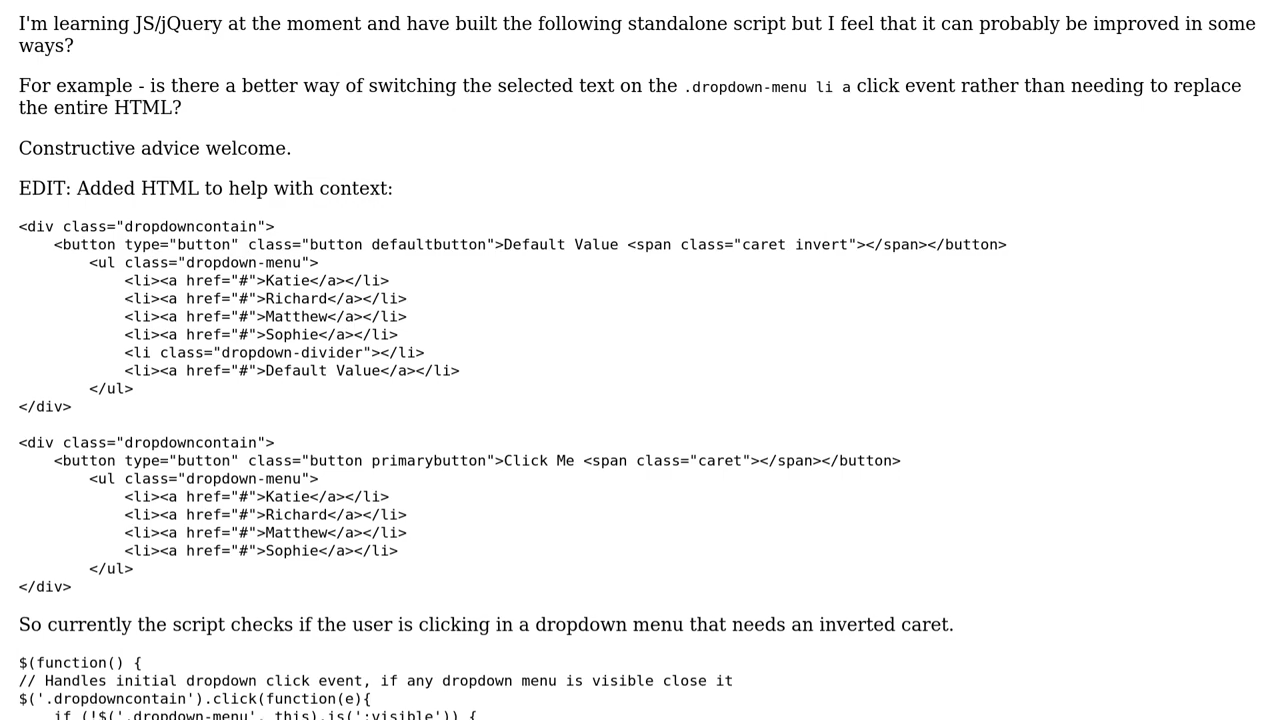 I'm learning JS/jQuery at the moment and have built the following standalone script but I feel that it can probably be improved in some
ways?
For example - is there a better way of switching the selected text on the .dropdown-menu li a click event rather than needing to replace
the entire HTML?
Constructive advice welcome.
EDIT: Added HTML to help with context:
<div class="dropdowncontain">
    <button type="button" class="button defaultbutton">Default Value <span class="caret invert"></span></button>
        <ul class="dropdown-menu">
            <li><a href="#">Katie</a></li>
            <li><a href="#">Richard</a></li>
            <li><a href="#">Matthew</a></li>
            <li><a href="#">Sophie</a></li>
            <li class="dropdown-divider"></li>
            <li><a href="#">Default Value</a></li>
        </ul>
</div>
<div class="dropdowncontain">
    <button type="button" class="button primarybutton">Click Me <span class="caret"></span></button>
        <ul class="dropdown-menu">
            <li><a href="#">Katie</a></li>
            <li><a href="#">Richard</a></li>
            <li><a href="#">Matthew</a></li>
            <li><a href="#">Sophie</a></li>
        </ul>
</div>
So currently the script checks if the user is clicking in a dropdown menu that needs an inverted caret.
$(function() {
// Handles initial dropdown click event, if any dropdown menu is visible close it
$('.dropdowncontain').click(function(e){
    if (!$('.dropdown-menu', this).is(':visible')) {